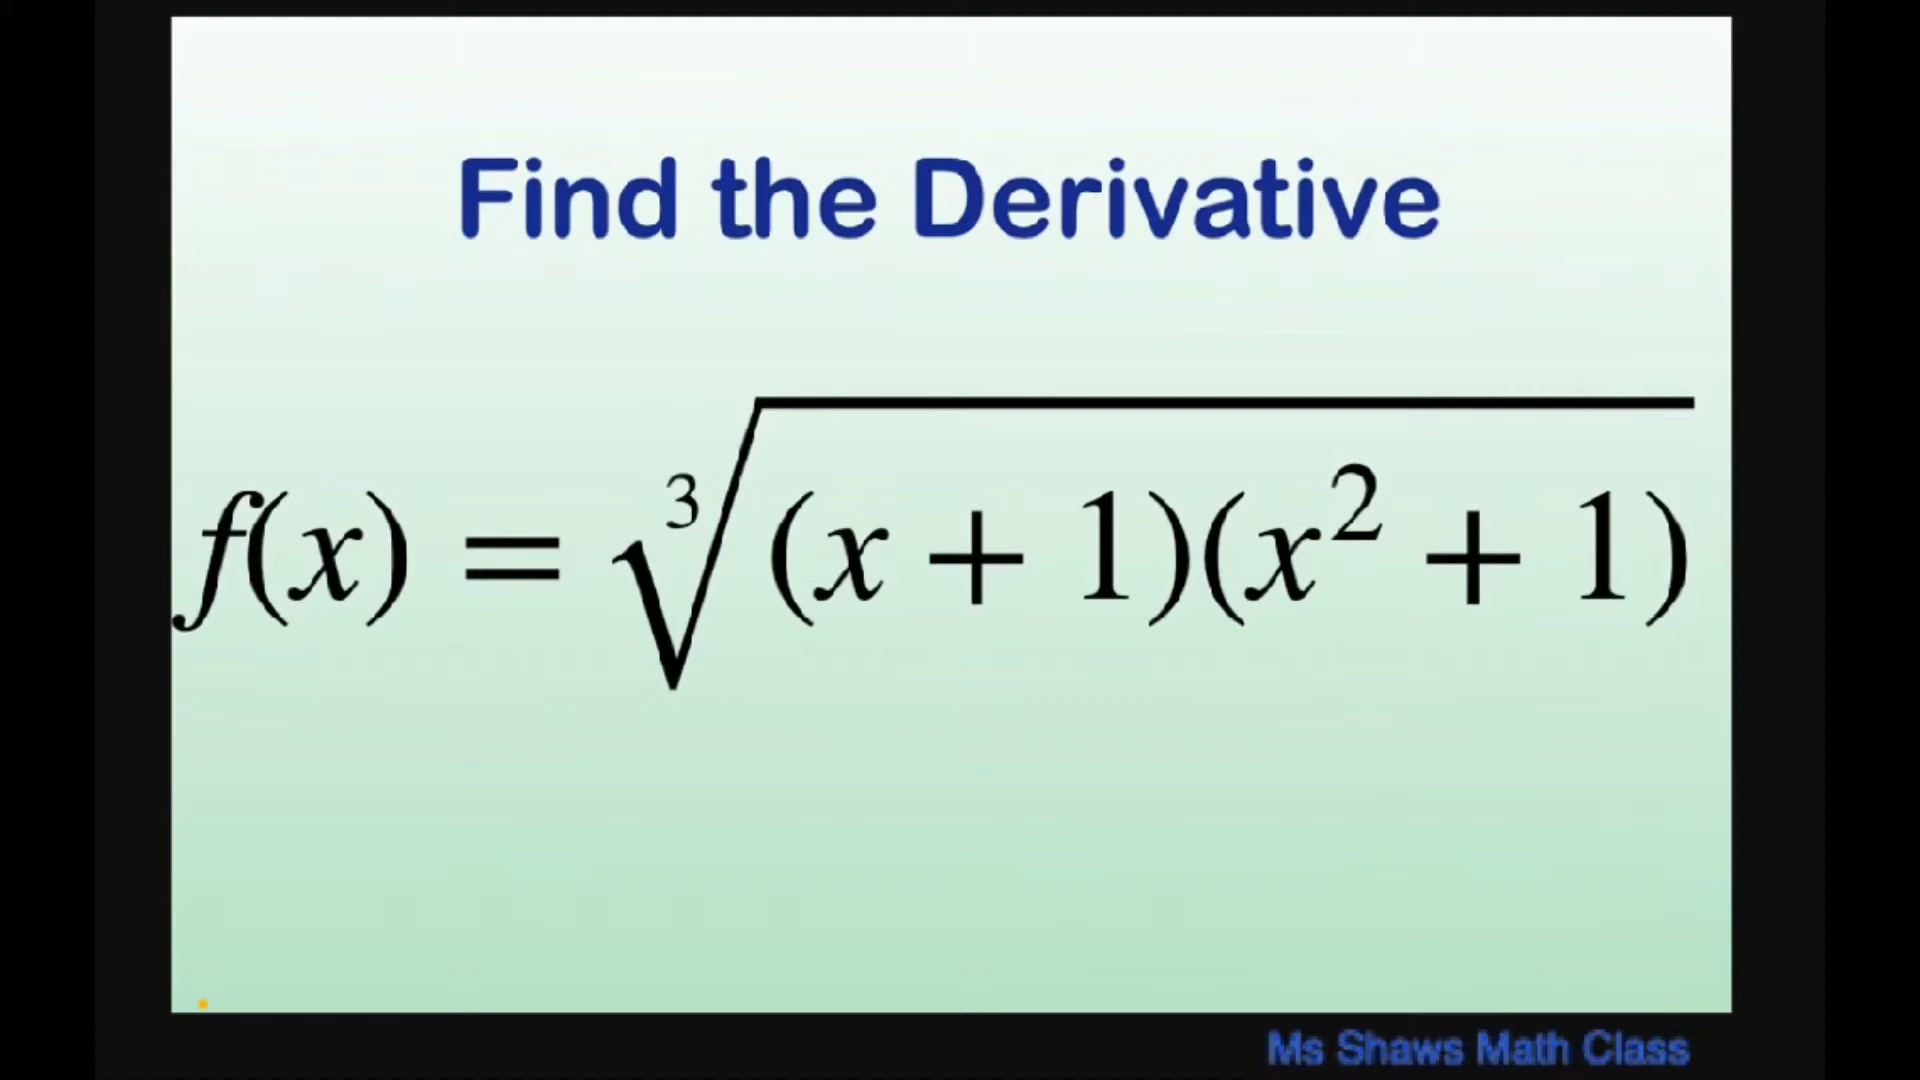 Find the Derivative
f(x) = ∛(x + 1)(x² + 1)
Ms Shaws Math Class